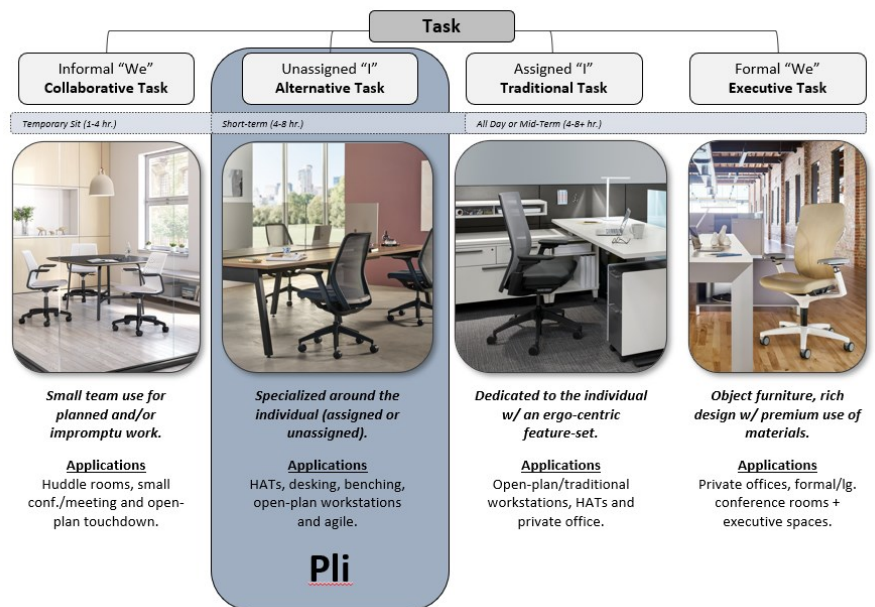 Task
Informal “We”
Collaborative Task
Unassigned “I”
Alternative Task
Assigned “I”
Traditional Task
Formal “We”
Executive Task
Temporary Sit (1-4 hr.)
Short-term (4-8 hr.)
All Day or Mid-Term (4-8+ hr.)
Small team use for
planned and/or
impromptu work.
Applications
Huddle rooms, small
conf./meeting and open-
plan touchdown.
Specialized around the
individual (assigned or
unassigned).
Applications
HATs, desking, benching,
open-plan workstations
and agile.
Pli
Dedicated to the individual
w/ an ergo-centric
feature-set.
Applications
Open-plan/traditional
workstations, HATs and
private office.
Object furniture, rich
design w/ premium use of
materials.
Applications
Private offices, formal/lg.
conference rooms +
executive spaces.